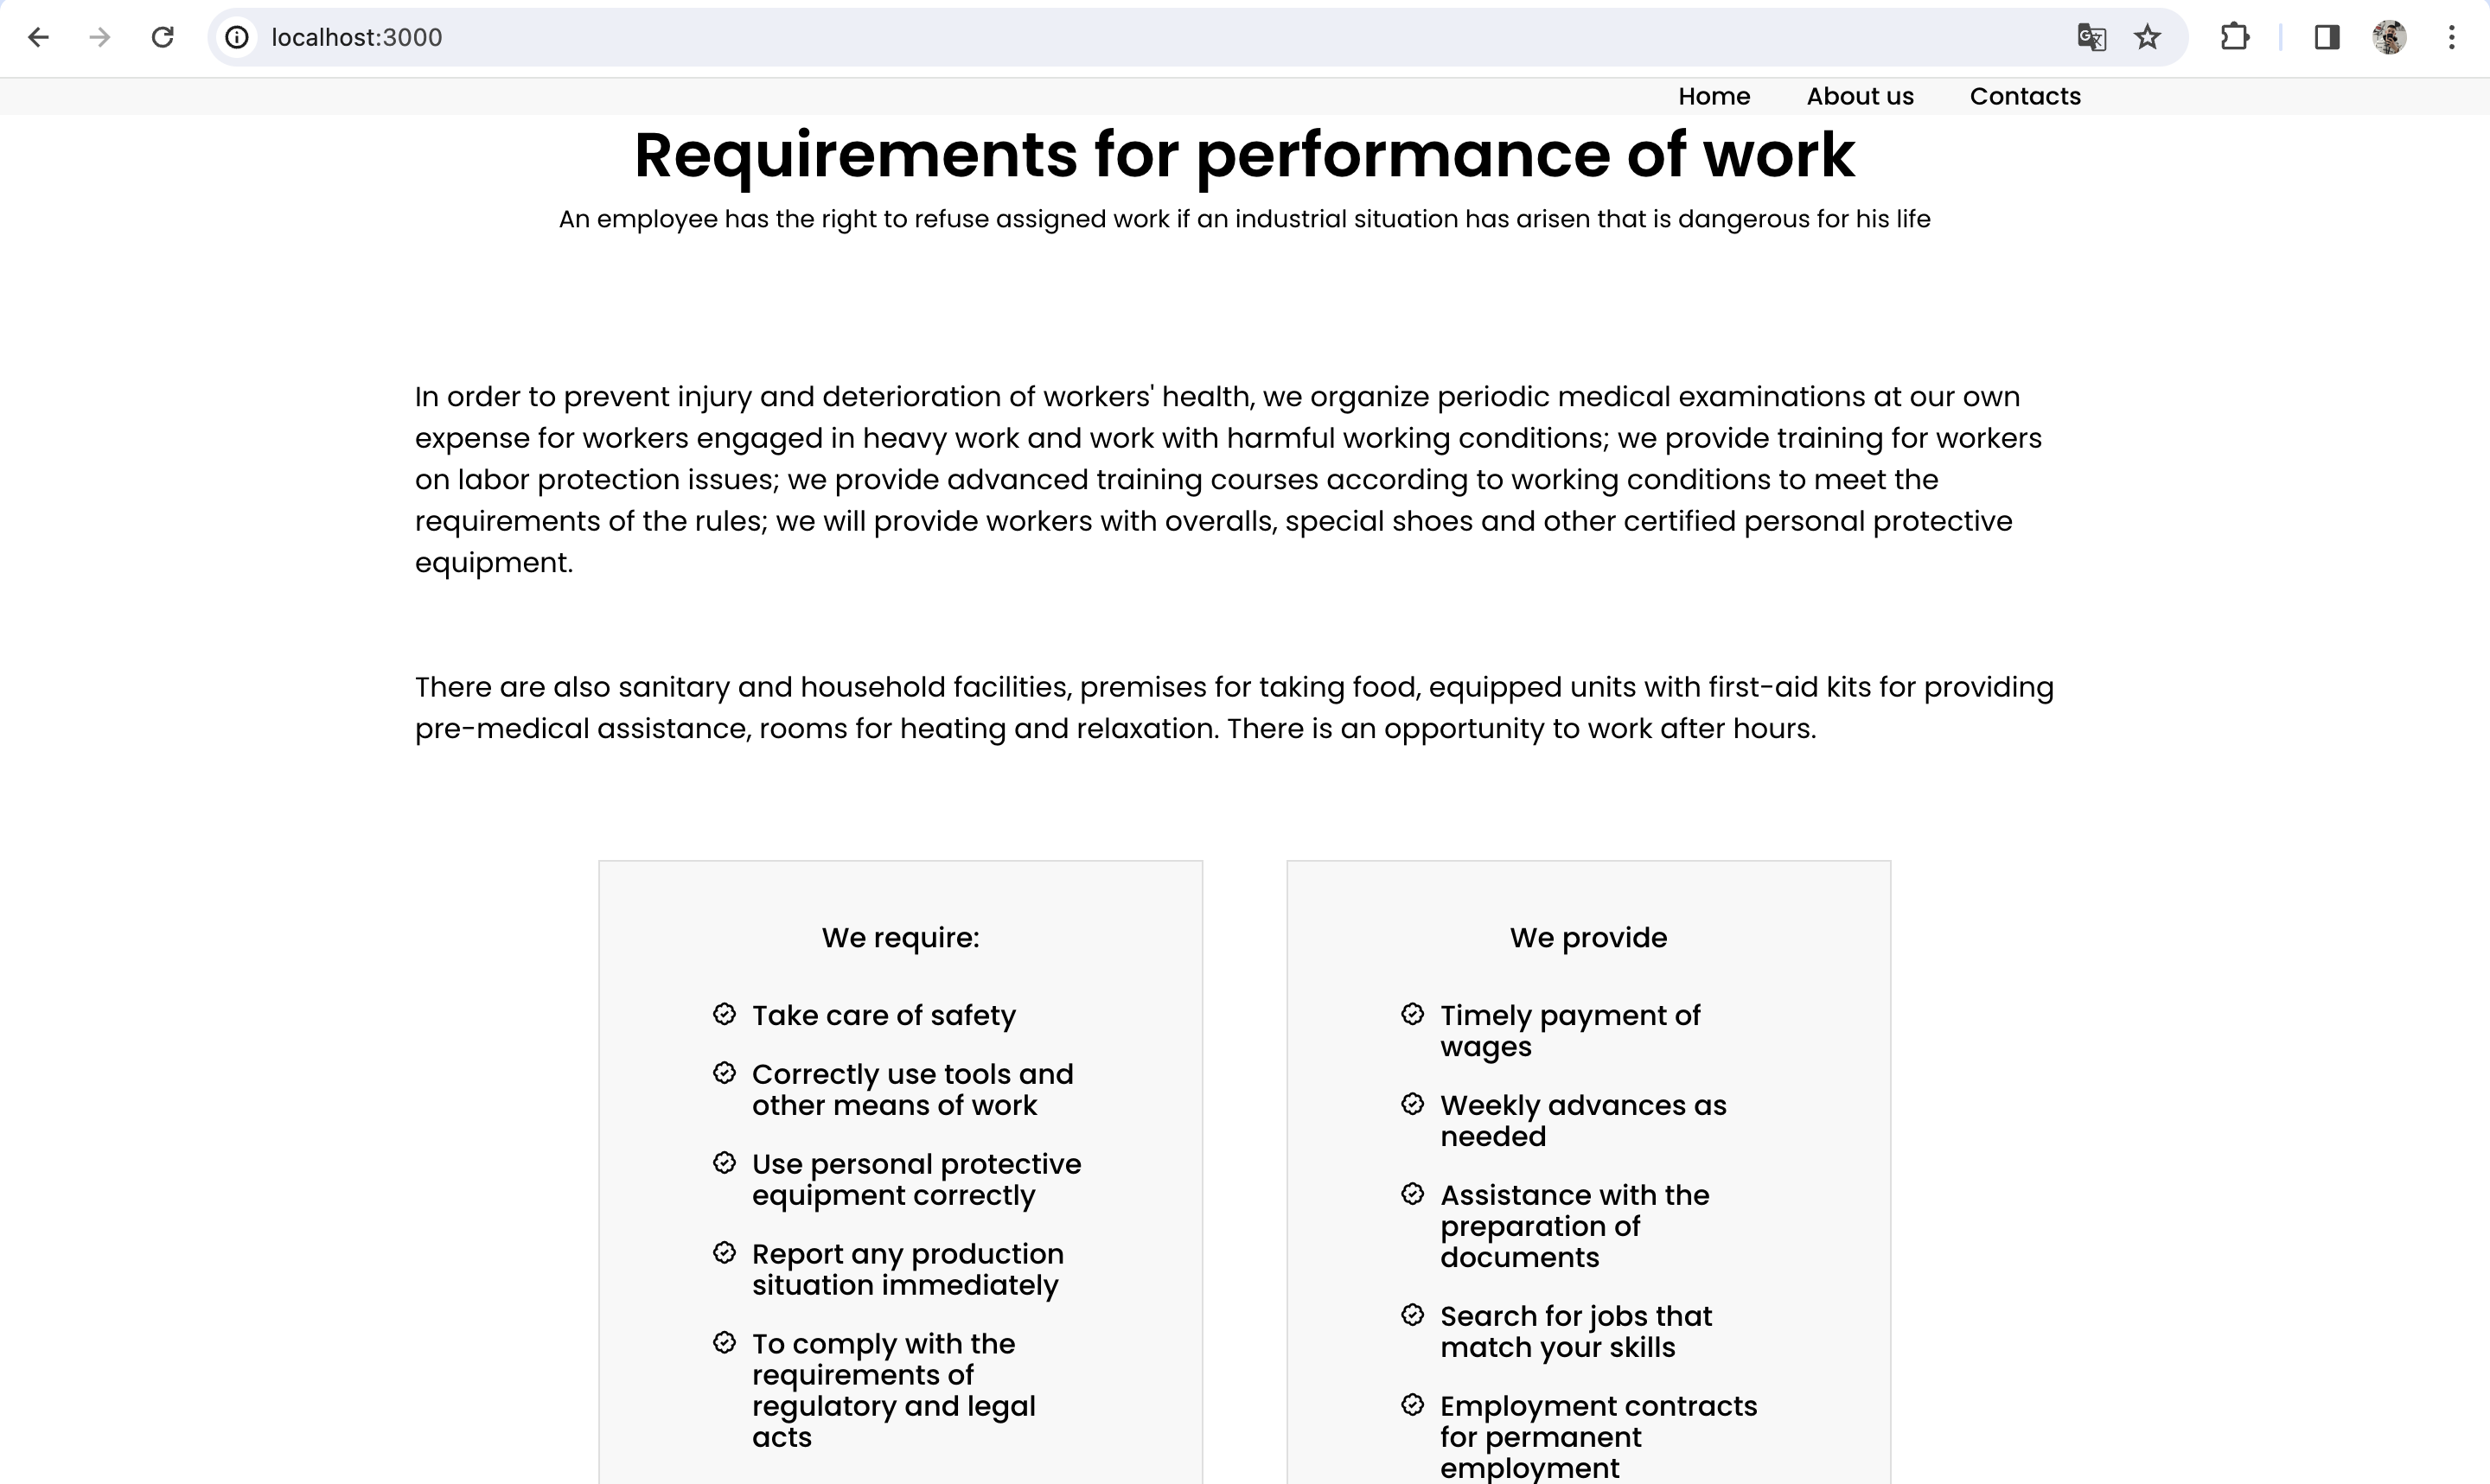 localhost:3000
Home About us Contacts
Requirements for performance of work
An employee has the right to refuse assigned work if an industrial situation has arisen that is dangerous for his life
In order to prevent injury and deterioration of workers' health, we organize periodic medical examinations at our own
expense for workers engaged in heavy work and work with harmful working conditions; we provide training for workers
on labor protection issues; we provide advanced training courses according to working conditions to meet the
requirements of the rules; we will provide workers with overalls, special shoes and other certified personal protective
equipment.
There are also sanitary and household facilities, premises for taking food, equipped units with first-aid kits for providing
pre-medical assistance, rooms for heating and relaxation. There is an opportunity to work after hours.
We require:
Take care of safety
Correctly use tools and
other means of work
Use personal protective
equipment correctly
Report any production
situation immediately
To comply with the
requirements of
regulatory and legal
acts
We provide
Timely payment of
wages
Weekly advances as
needed
Assistance with the
preparation of
documents
Search for jobs that
match your skills
Employment contracts
for permanent
employment